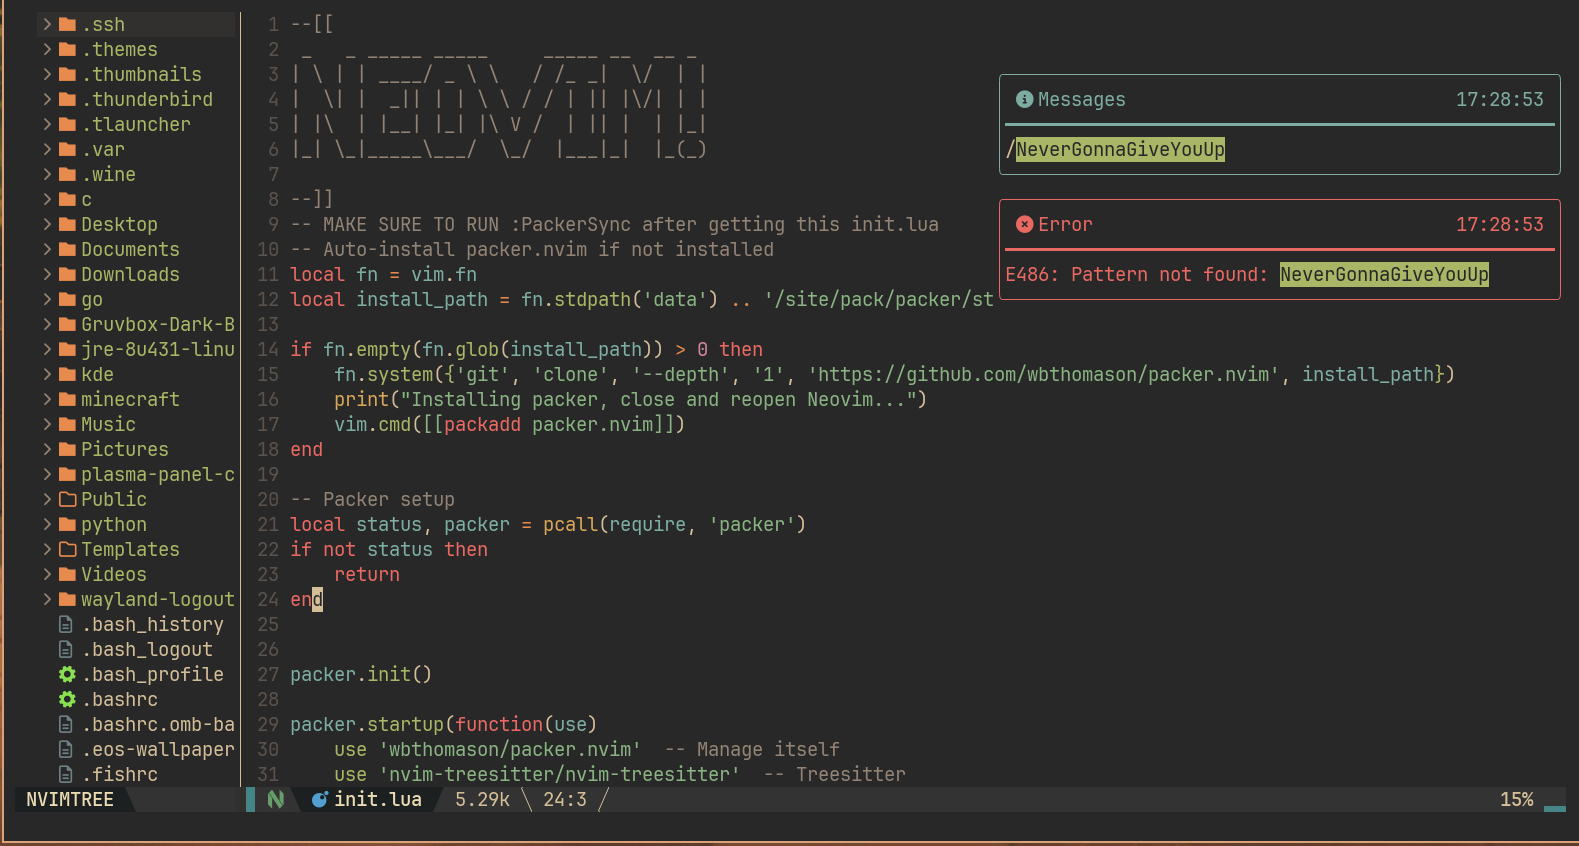 .ssh
.themes
.thumbnails
.thunderbird
.tlauncher
.var
.wine
c
Desktop
Documents
Downloads
go
Gruvbox-Dark-B
jre-8u431-linu
kde
minecraft
Music
Pictures
plasma-panel-c
Public
python
Templates
Videos
wayland-logout
.bash_history
.bash_logout
.bash_profile
.bashrc
.bashrc.omb-ba
.eos-wallpaper
.fishrc
NVIMTREE
1 --[[
2  _   _ _____ _____     _____ __  __ _
3 | \ | | ____/ _ \ \   / /_ _|  \/  | |
4 |  \| |  _|| | | \ \ / / | || |\/| | |
5 | |\  | |__| |_| |\ V /  | || |  | |_|
6 |_| \_|_____\___/  \_/  |___|_|  |_(_)
7
8 --]]
9 -- MAKE SURE TO RUN :PackerSync after getting this init.lua
10 -- Auto-install packer.nvim if not installed
11 local fn = vim.fn
12 local install_path = fn.stdpath('data') .. '/site/pack/packer/st
13
14 if fn.empty(fn.glob(install_path)) > 0 then
15     fn.system({'git', 'clone', '--depth', '1', 'https://github.com/wbthomason/packer.nvim', install_path})
16     print("Installing packer, close and reopen Neovim...")
17     vim.cmd([[packadd packer.nvim]])
18 end
19
20 -- Packer setup
21 local status, packer = pcall(require, 'packer')
22 if not status then
23     return
24 end
25
26
27 packer.init()
28
29 packer.startup(function(use)
30     use 'wbthomason/packer.nvim'  -- Manage itself
31     use 'nvim-treesitter/nvim-treesitter'  -- Treesitter
init.lua 5.29k 24:3 15%
Messages 17:28:53
/NeverGonnaGiveYouUp
Error 17:28:53
E486: Pattern not found: NeverGonnaGiveYouUp